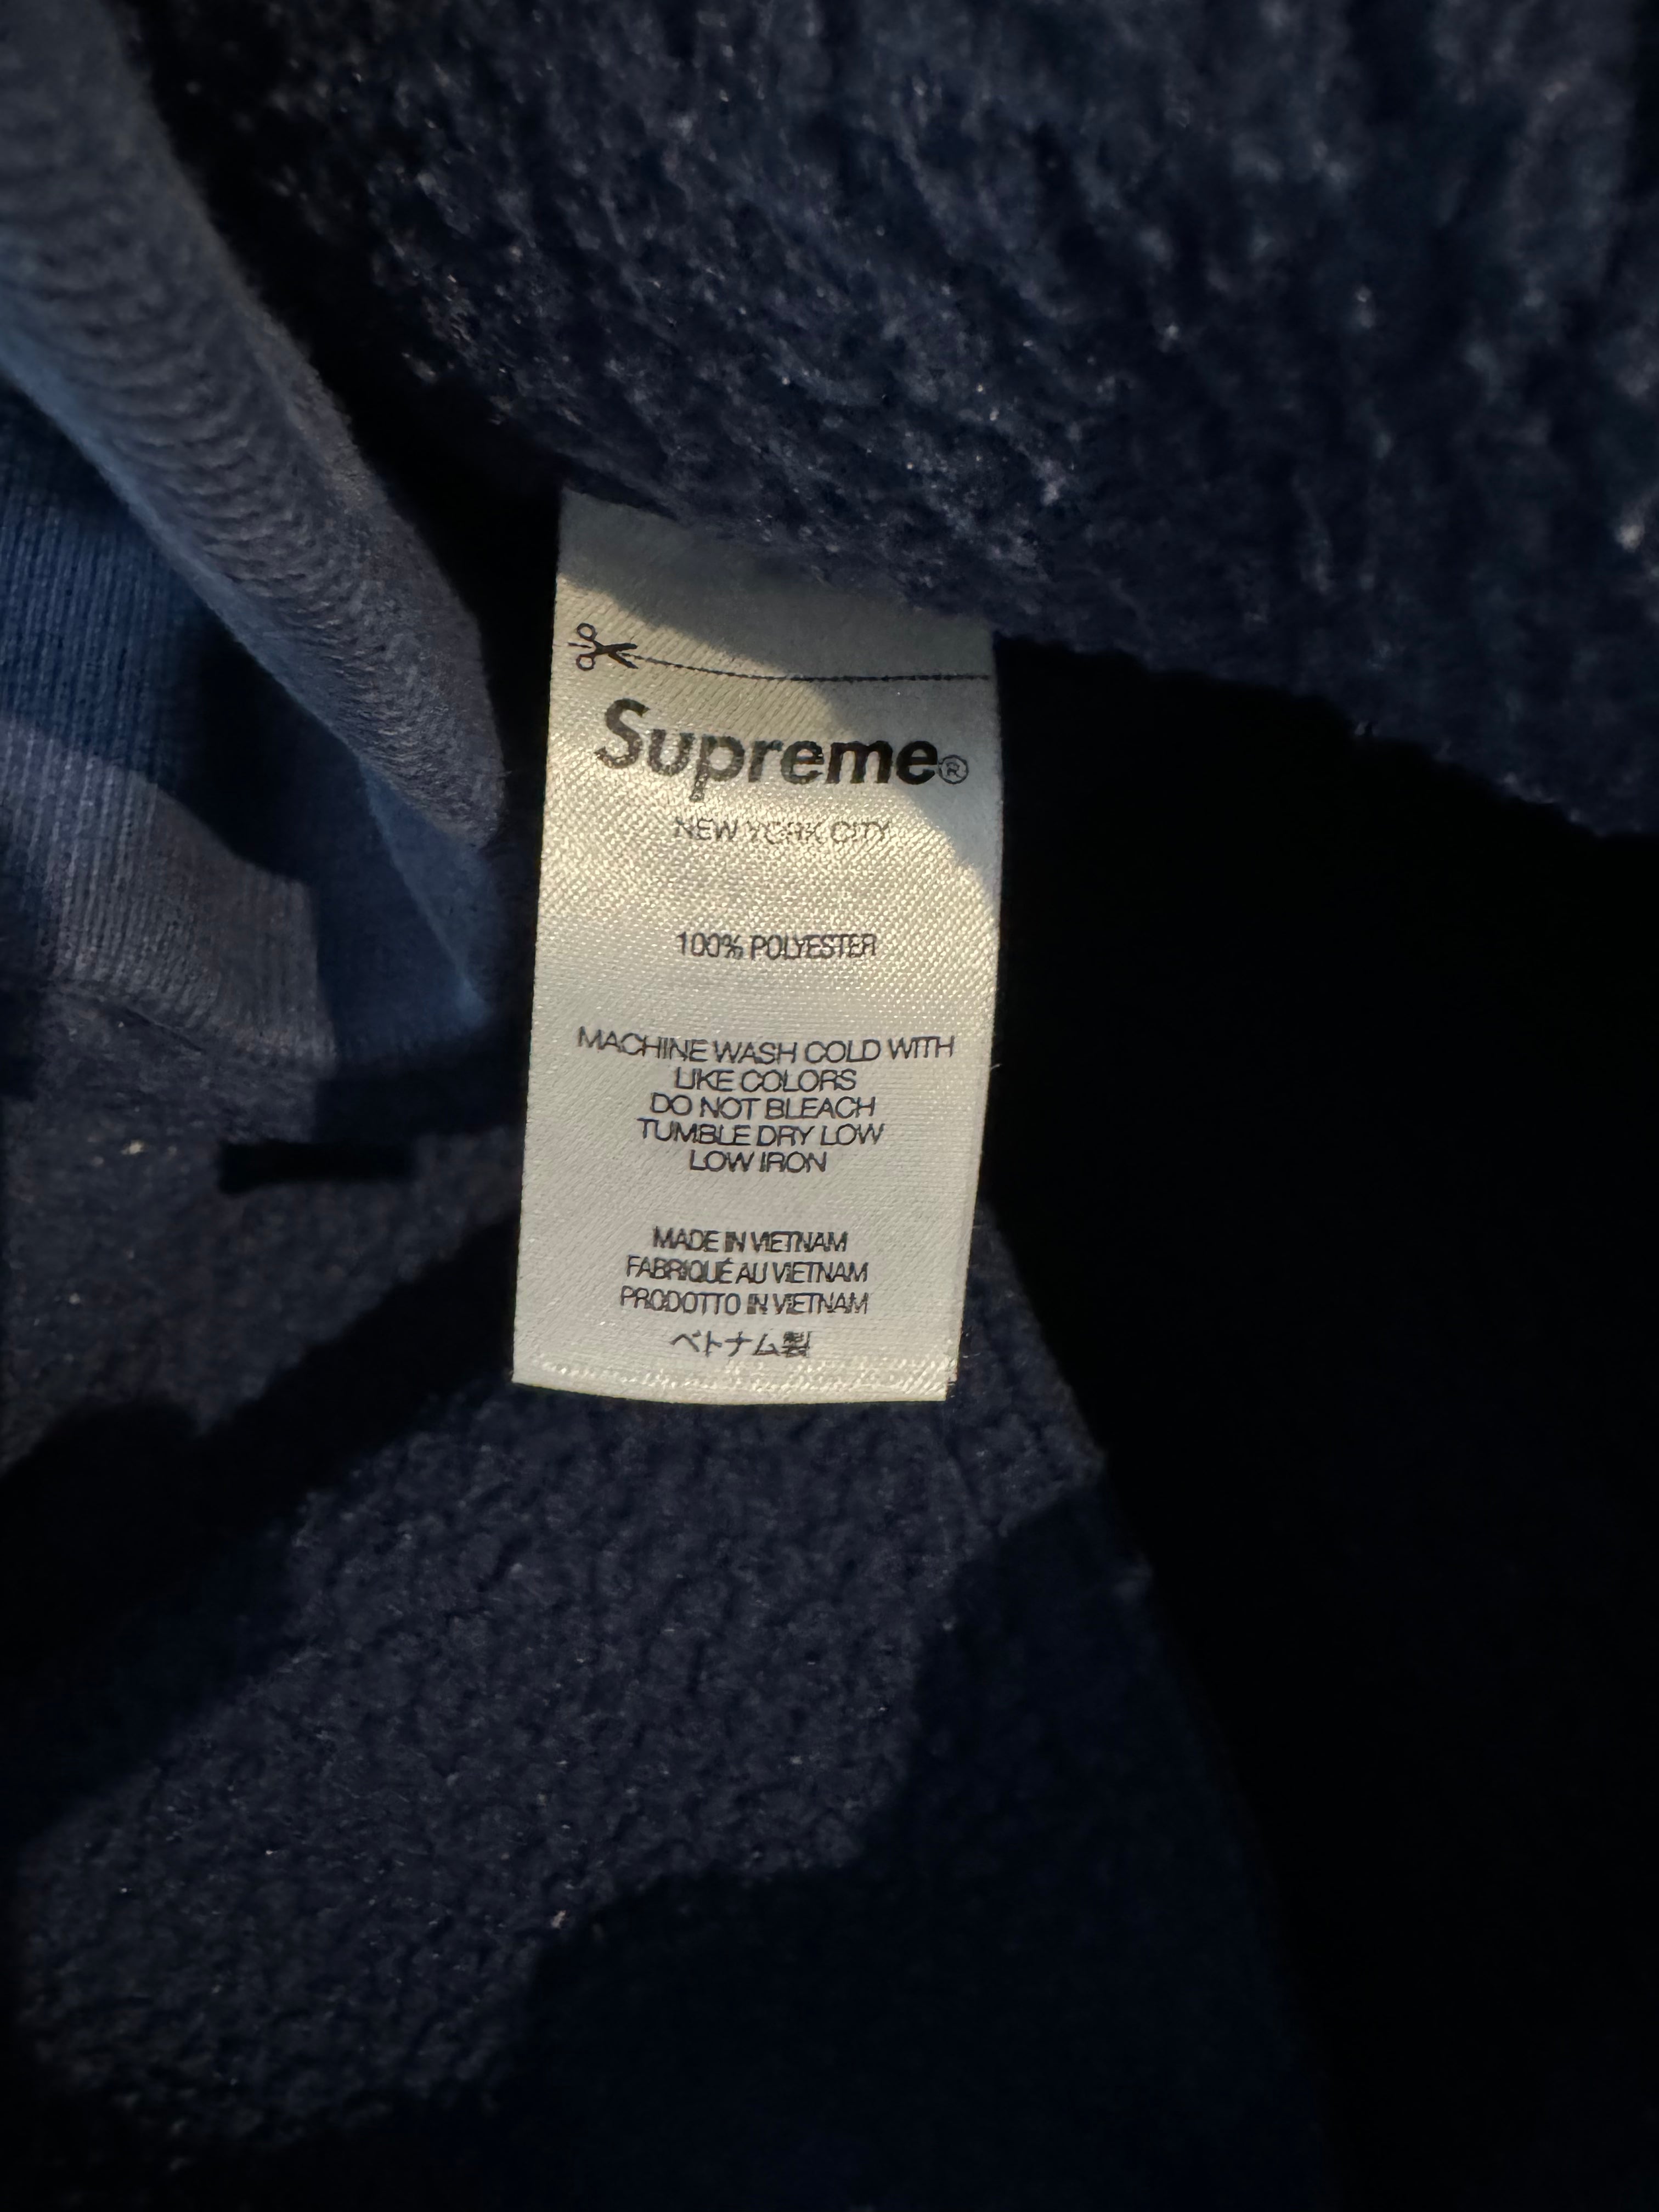 Supreme®
NEW YORK CITY
100% POLYESTER
MACHINE WASH COLD WITH
LIKE COLORS
DO NOT BLEACH
TUMBLE DRY LOW
LOW IRON
MADE IN VIETNAM
FABRIQUÉ AU VIETNAM
PRODOTTO IN VIETNAM
ベトナム製